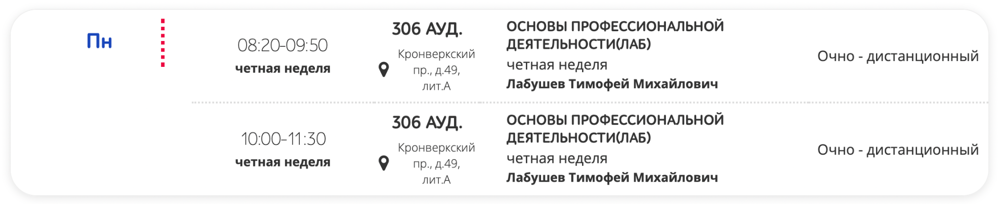 Пн
08:20-09:50
четная неделя
306 АУД.
Кронверкский
пр., д.49,
лит.А
ОСНОВЫ ПРОФЕССИОНАЛЬНОЙ
ДЕЯТЕЛЬНОСТИ(ЛАБ)
четная неделя
Лабушев Тимофей Михайлович
Очно - дистанционный
10:00-11:30
четная неделя
306 АУД.
Кронверкский
пр., д.49,
лит.А
ОСНОВЫ ПРОФЕССИОНАЛЬНОЙ
ДЕЯТЕЛЬНОСТИ(ЛАБ)
четная неделя
Лабушев Тимофей Михайлович
Очно - дистанционный